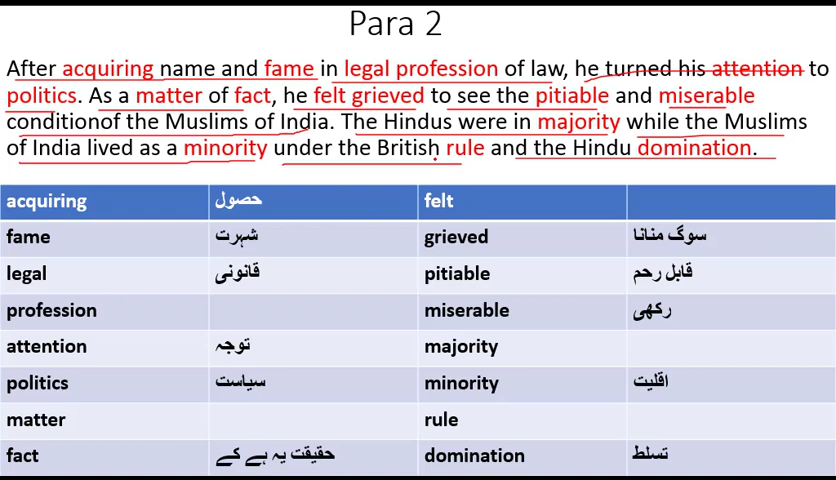 Para 2
After acquiring name and fame in legal profession of law, he turned his attention to
politics. As a matter of fact, he felt grieved to see the pitiable and miserable
conditionof the Muslims of India. The Hindus were in majority while the Muslims
of India lived as a minority under the British rule and the Hindu domination.
acquiring حصول felt
fame شہرت grieved سوگ منانا
legal قانونی pitiable قابل رحم
profession miserable رکھی
attention توجہ majority
politics سیاست minority اقلیت
matter rule
fact حقیقت یہ ہے کے domination تسلط